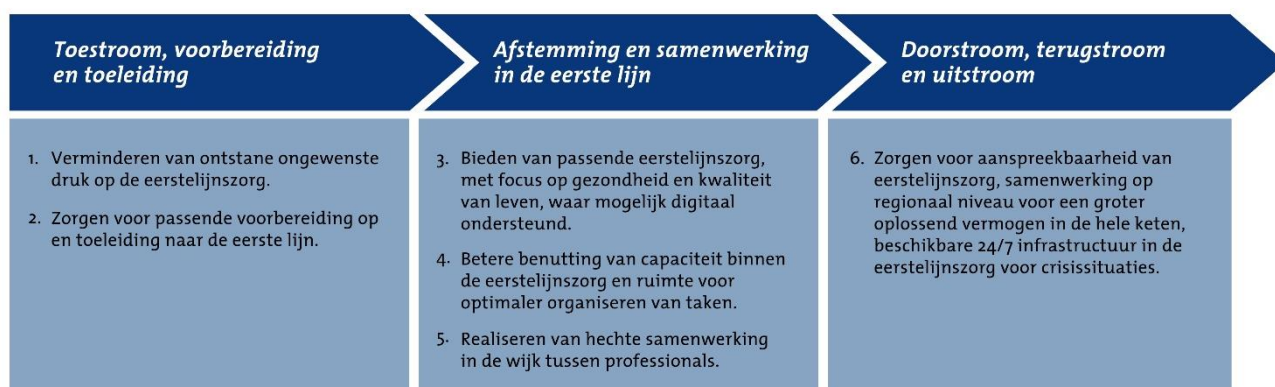 Toestroom, voorbereiding
en toeleiding
1. Verminderen van ontstane ongewenste
druk op de eerstelijnszorg.
2. Zorgen voor passende voorbereiding op
en toeleiding naar de eerste lijn.
Afstemming en samenwerking
in de eerste lijn
3. Bieden van passende eerstelijnszorg,
met focus op gezondheid en kwaliteit
van leven, waar mogelijk digitaal
ondersteund.
4. Betere benutting van capaciteit binnen
de eerstelijnszorg en ruimte voor
optimaler organiseren van taken.
5. Realiseren van hechte samenwerking
in de wijk tussen professionals.
Doorstroom, terugstroom
en uitstroom
6. Zorgen voor aanspreekbaarheid van
eerstelijnszorg, samenwerking op
regionaal niveau voor een groter
oplossend vermogen in de hele keten,
beschikbare 24/7 infrastructuur in de
eerstelijnszorg voor crisissituaties.